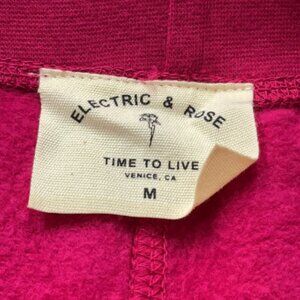 ELECTRIC & ROSE
TIME TO LIVE
VENICE, CA
M